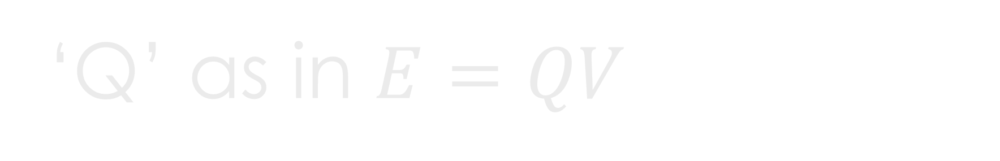 ‘Q’ as in E = QV